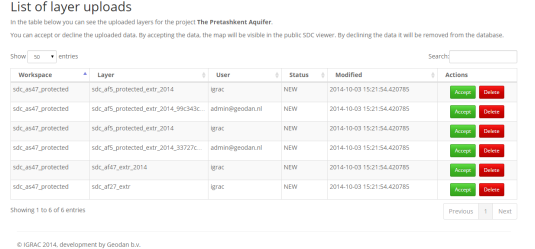 List of layer uploads
In the table below you can see the uploaded layers for the project The Pretashkent Aquifer.
You can accept or decline the uploaded data. By accepting the data, the map will be visible in the public SDC viewer. By declining the data it will be removed from the database.
Show 50 entries Search:
Workspace Layer User Status Modified Actions
sdc_as47_protected sdc_af5_protected_extr_2014 igrac NEW 2014-10-03 15:21:54.420785 Accept Delete
sdc_as47_protected sdc_af5_protected_extr_2014_99c343c... admin@geodan.nl NEW 2014-10-03 15:21:54.420785 Accept Delete
sdc_as47_protected sdc_af5_protected_extr_2014 igrac NEW 2014-10-03 15:21:54.420785 Accept Delete
sdc_as47_protected sdc_af5_protected_extr_2014_33727c... admin@geodan.nl NEW 2014-10-03 15:21:54.420785 Accept Delete
sdc_as47_protected sdc_af47_extr_2014 igrac NEW 2014-10-03 15:21:54.420785 Accept Delete
sdc_as47_protected sdc_af27_extr igrac NEW 2014-10-03 15:21:54.420785 Accept Delete
Showing 1 to 6 of 6 entries Previous 1 Next
© IGRAC 2014, development by Geodan b.v.